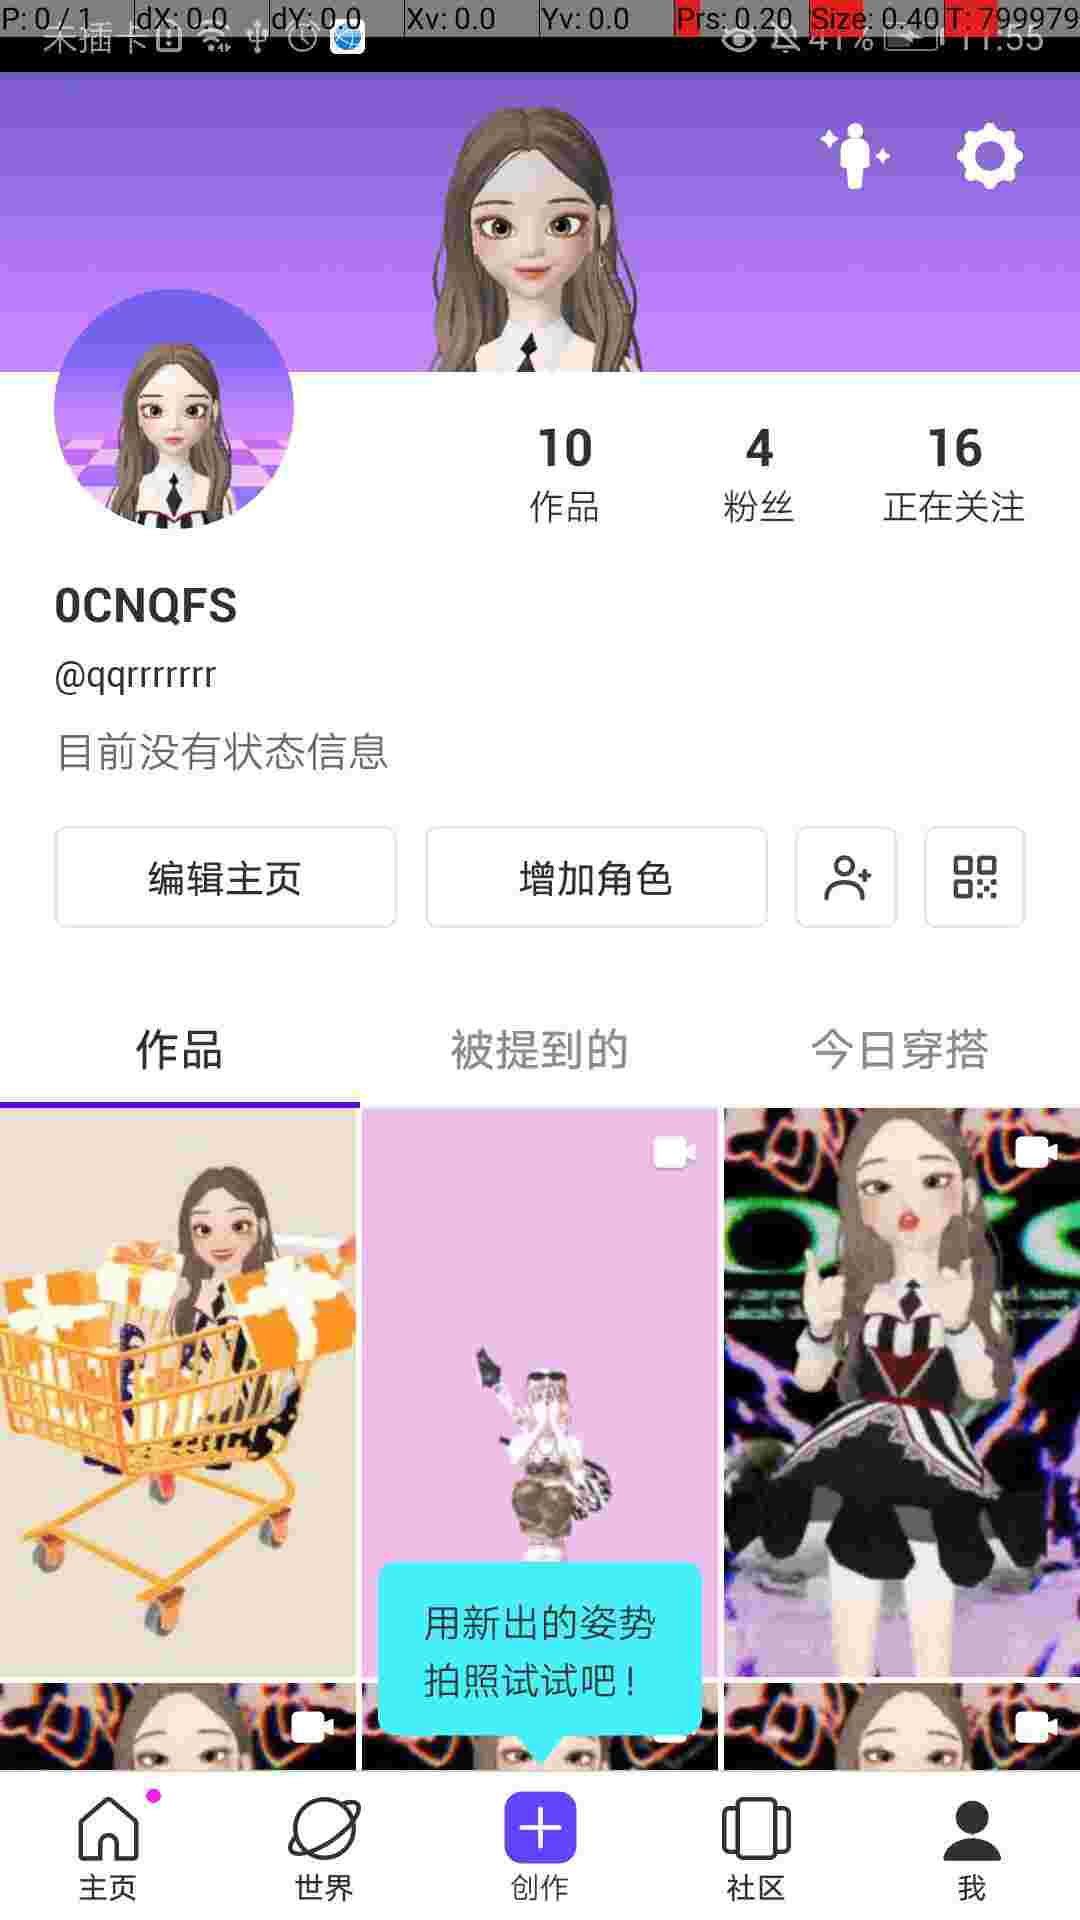 P: 0 / 1 dX: 0.0 dY: 0.0 Xv: 0.0 Yv: 0.0 Prs: 0.20 Size: 0.40 T: 799979
未插卡 41% 11:55
10 4 16
作品 粉丝 正在关注
0CNQFS
@qqrrrrrrr
目前没有状态信息
编辑主页 增加角色
作品 被提到的 今日穿搭
用新出的姿势
拍照试试吧！
主页 世界 创作 社区 我